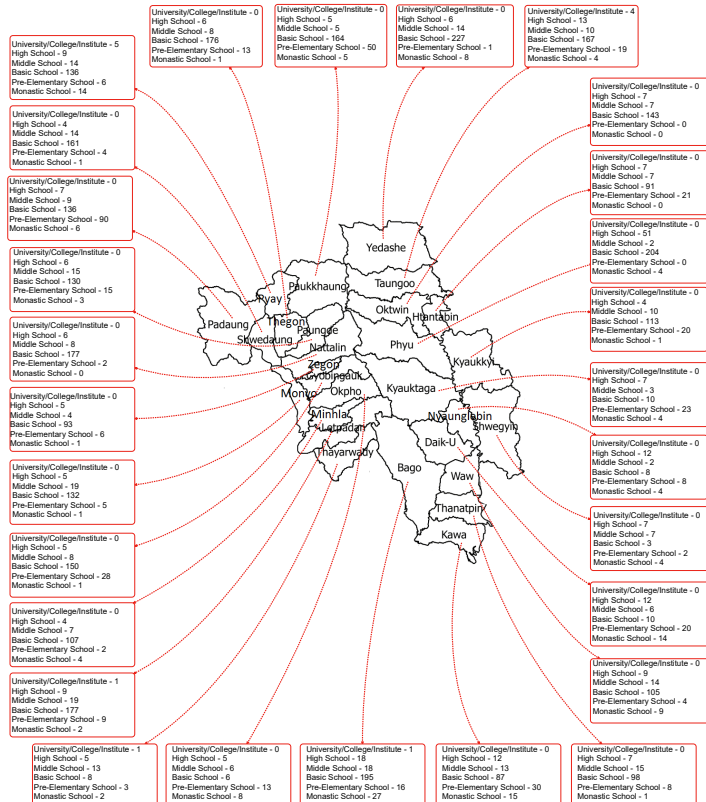 University/College/Institute - 0
High School - 6
Middle School - 8
Basic School - 176
Pre-Elementary School - 13
Monastic School - 1
University/College/Institute - 0
High School - 5
Middle School - 5
Basic School - 164
Pre-Elementary School - 50
Monastic School - 5
University/College/Institute - 0
High School - 6
Middle School - 14
Basic School - 227
Pre-Elementary School - 1
Monastic School - 8
University/College/Institute - 4
High School - 13
Middle School - 10
Basic School - 167
Pre-Elementary School - 19
Monastic School - 4
University/College/Institute - 5
High School - 9
Middle School - 14
Basic School - 136
Pre-Elementary School - 6
Monastic School - 14
University/College/Institute - 0
High School - 4
Middle School - 14
Basic School - 161
Pre-Elementary School - 4
Monastic School - 1
University/College/Institute - 0
High School - 7
Middle School - 9
Basic School - 136
Pre-Elementary School - 90
Monastic School - 6
University/College/Institute - 0
High School - 6
Middle School - 15
Basic School - 130
Pre-Elementary School - 15
Monastic School - 3
University/College/Institute - 0
High School - 6
Middle School - 8
Basic School - 177
Pre-Elementary School - 2
Monastic School - 0
University/College/Institute - 0
High School - 5
Middle School - 4
Basic School - 93
Pre-Elementary School - 6
Monastic School - 1
University/College/Institute - 0
High School - 5
Middle School - 19
Basic School - 132
Pre-Elementary School - 5
Monastic School - 1
University/College/Institute - 0
High School - 5
Middle School - 8
Basic School - 150
Pre-Elementary School - 28
Monastic School - 1
University/College/Institute - 0
High School - 4
Middle School - 7
Basic School - 107
Pre-Elementary School - 2
Monastic School - 4
University/College/Institute - 1
High School - 9
Middle School - 19
Basic School - 177
Pre-Elementary School - 9
Monastic School - 2
Yedashe
Paukkhaung
Taungoo
Pyay
Oktwin
Htantabin
Padaung
Thegon
Paungde
Shwedaung
Nattalin
Phyu
Kyaukkyi
Zegon
Gyobingauk
Monyo
Okpho
Kyauktaga
Minhla
Nyaunglebin
Letpadan
Shwegyin
Daik-U
Thayarwady
Bago
Waw
Thanatpin
Kawa
University/College/Institute - 0
High School - 7
Middle School - 7
Basic School - 143
Pre-Elementary School - 0
Monastic School - 0
University/College/Institute - 0
High School - 7
Middle School - 7
Basic School - 91
Pre-Elementary School - 21
Monastic School - 0
University/College/Institute - 0
High School - 51
Middle School - 2
Basic School - 204
Pre-Elementary School - 0
Monastic School - 4
University/College/Institute - 0
High School - 4
Middle School - 10
Basic School - 113
Pre-Elementary School - 20
Monastic School - 1
University/College/Institute - 0
High School - 7
Middle School - 3
Basic School - 10
Pre-Elementary School - 23
Monastic School - 4
University/College/Institute - 0
High School - 12
Middle School - 2
Basic School - 8
Pre-Elementary School - 8
Monastic School - 4
University/College/Institute - 0
High School - 7
Middle School - 7
Basic School - 3
Pre-Elementary School - 2
Monastic School - 4
University/College/Institute - 0
High School - 12
Middle School - 6
Basic School - 10
Pre-Elementary School - 20
Monastic School - 14
University/College/Institute - 0
High School - 9
Middle School - 14
Basic School - 105
Pre-Elementary School - 4
Monastic School - 9
University/College/Institute - 1
High School - 5
Middle School - 13
Basic School - 8
Pre-Elementary School - 3
Monastic School - 2
University/College/Institute - 0
High School - 5
Middle School - 6
Basic School - 6
Pre-Elementary School - 13
Monastic School - 8
University/College/Institute - 1
High School - 18
Middle School - 18
Basic School - 195
Pre-Elementary School - 16
Monastic School - 27
University/College/Institute - 0
High School - 12
Middle School - 13
Basic School - 87
Pre-Elementary School - 30
Monastic School - 15
University/College/Institute - 0
High School - 7
Middle School - 15
Basic School - 98
Pre-Elementary School - 8
Monastic School - 1